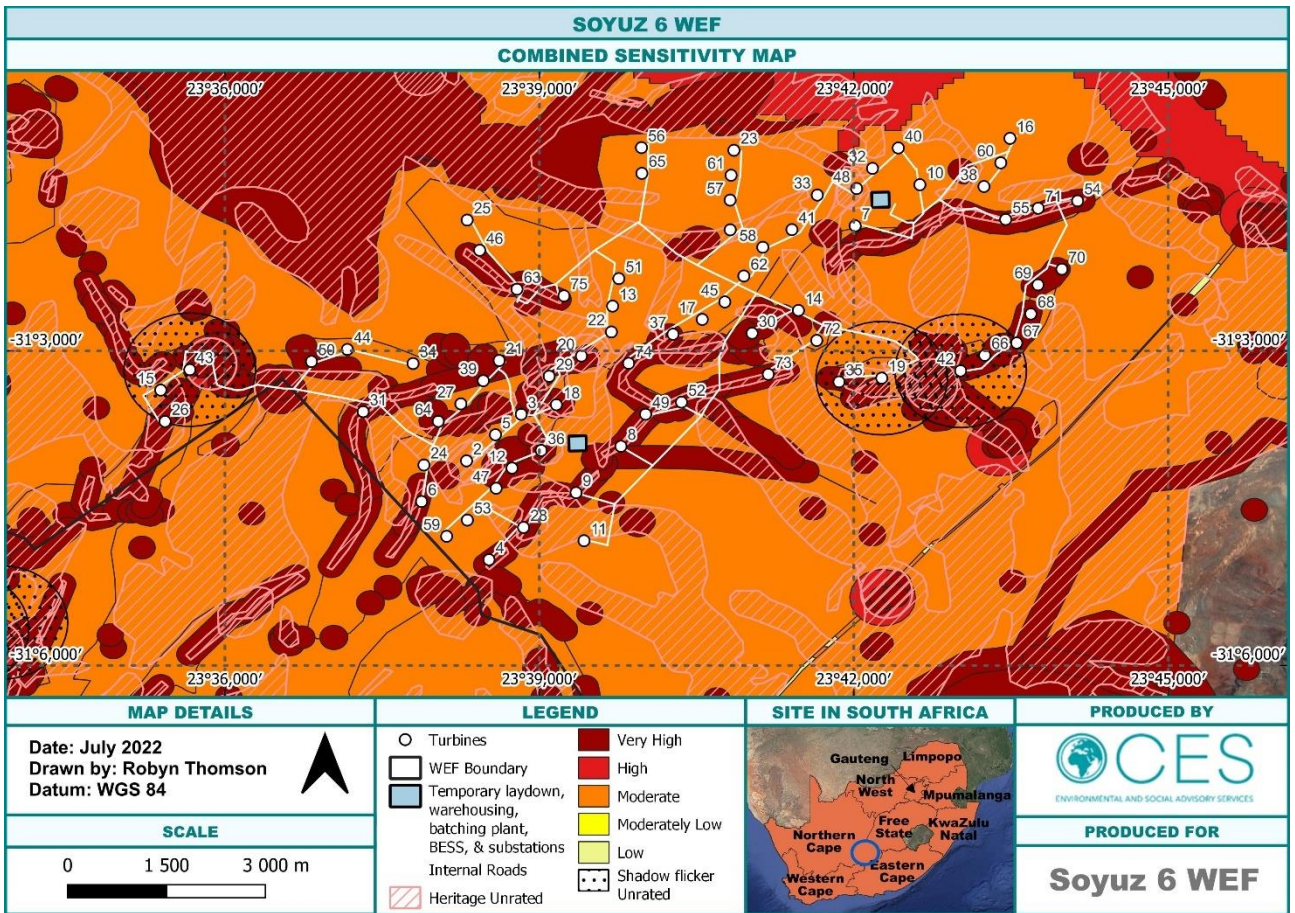 SOYUZ 6 WEF
COMBINED SENSITIVITY MAP
23°36,000′ 23°39,000′ 23°42,000′ 23°45,000′
56 23 40 16
65 61 32 60
57 33 48 10 38
25 41 7 55 71 54
46 58
63 75 51 62 69 70
13 45 14 68
22 17 30 72 67
-31°3,000′ -31°3,000′
44 50 34 21 20 37
43 39 29 74 73 35 19 42 66
15 27 18 52
26 31 64 3 49
5 36 8
24 2 12
6 47 9
53 28
59 11
4
-31°6,000′ -31°6,000′
23°36,000′ 23°39,000′ 23°42,000′ 23°45,000′
MAP DETAILS
Date: July 2022
Drawn by: Robyn Thomson
Datum: WGS 84
SCALE
0 1 500 3 000 m
LEGEND
Turbines
WEF Boundary
Temporary laydown,
warehousing,
batching plant,
BESS, & substations
Internal Roads
Heritage Unrated
Very High
High
Moderate
Moderately Low
Low
Shadow flicker
Unrated
SITE IN SOUTH AFRICA
Gauteng
Limpopo
North
West
Mpumalanga
Free
State
KwaZulu
Natal
Northern
Cape
Eastern
Cape
Western
Cape
PRODUCED BY
CES
ENVIRONMENTAL AND SOCIAL ADVISORY SERVICES
PRODUCED FOR
Soyuz 6 WEF